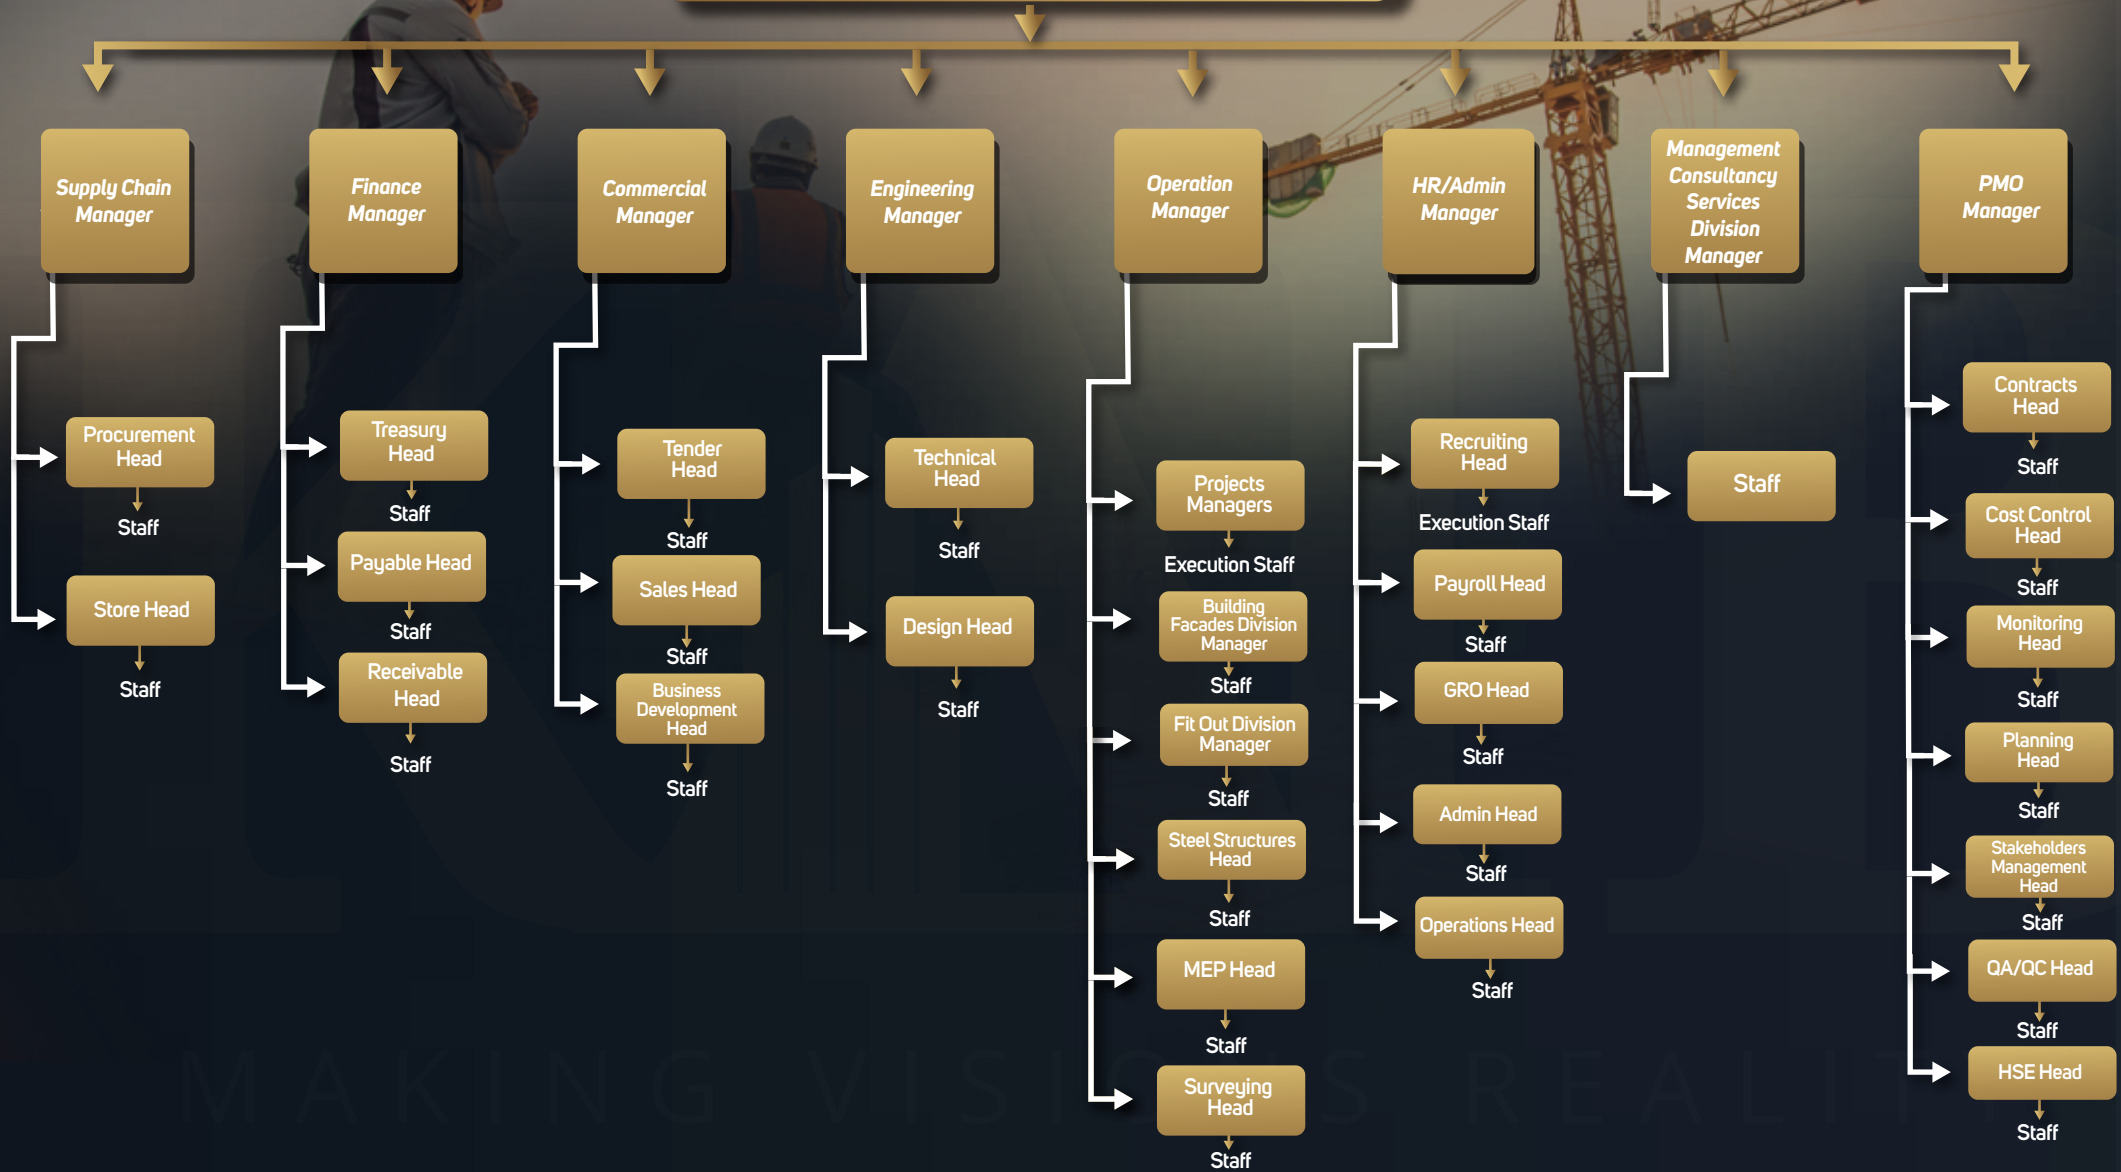 Supply Chain
Manager
Finance
Manager
Commercial
Manager
Engineering
Manager
Operation
Manager
HR/Admin
Manager
Management
Consultancy
Services
Division
Manager
PMO
Manager
Procurement
Head
Staff
Store Head
Staff
Treasury
Head
Staff
Payable Head
Staff
Receivable
Head
Staff
Tender
Head
Staff
Sales Head
Staff
Business
Development
Head
Staff
Technical
Head
Staff
Design Head
Staff
Projects
Managers
Execution Staff
Building
Facades Division
Manager
Staff
Fit Out Division
Manager
Staff
Steel Structures
Head
Staff
MEP Head
Staff
Surveying
Head
Staff
Recruiting
Head
Execution Staff
Payroll Head
Staff
GRO Head
Staff
Admin Head
Staff
Operations Head
Staff
Staff
Contracts
Head
Staff
Cost Control
Head
Staff
Monitoring
Head
Staff
Planning
Head
Staff
Stakeholders
Management
Head
Staff
QA/QC Head
Staff
HSE Head
Staff
MAKING